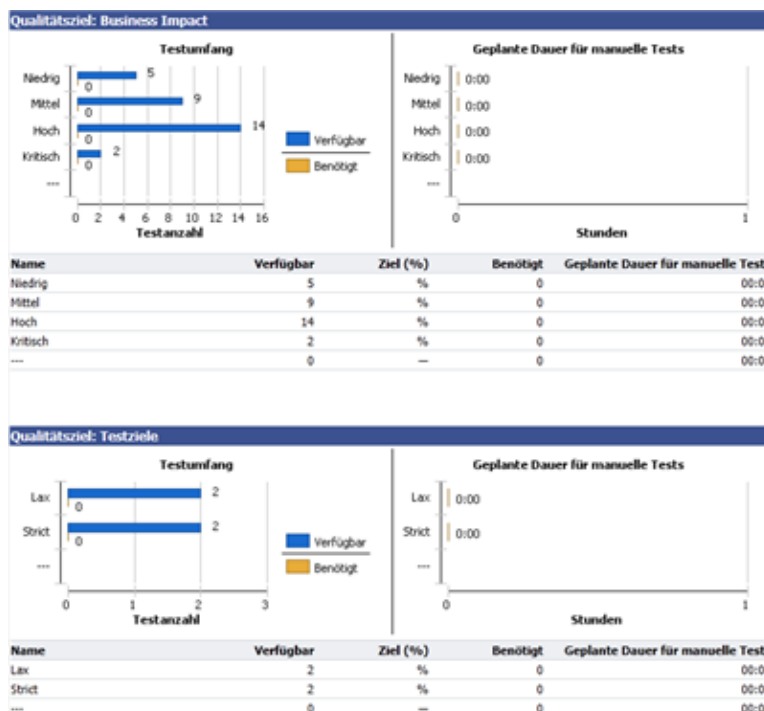 Qualitätsziel: Business Impact
Testumfang
Niedrig 5
0
Mittel 9
0
Hoch 14
0
Kritisch 2
0
---
0 2 4 6 8 10 12 14 16
Testanzahl
Verfügbar
Benötigt
Geplante Dauer für manuelle Tests
Niedrig 0:00
Mittel 0:00
Hoch 0:00
Kritisch 0:00
---
0 1
Stunden
Name Verfügbar Ziel (%) Benötigt Geplante Dauer für manuelle Test
Niedrig 5 % 0 00:0
Mittel 9 % 0 00:0
Hoch 14 % 0 00:0
Kritisch 2 % 0 00:0
--- 0 — 0 00:0
Qualitätsziel: Testziele
Testumfang
Lax 2
0
Strict 2
0
---
0 1 2 3
Testanzahl
Verfügbar
Benötigt
Geplante Dauer für manuelle Tests
Lax 0:00
Strict 0:00
---
0 1
Stunden
Name Verfügbar Ziel (%) Benötigt Geplante Dauer für manuelle Test
Lax 2 % 0 00:0
Strict 2 % 0 00:0
--- 0 — 0 00:0